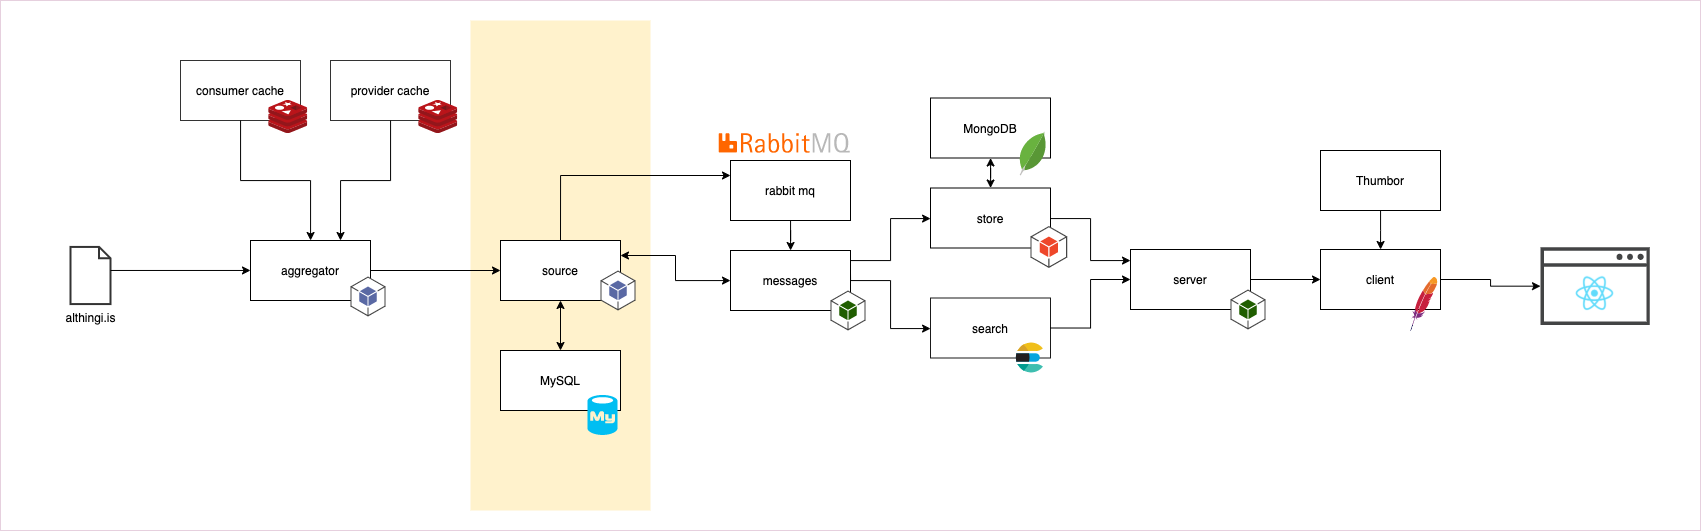 consumer cache
provider cache
RabbitMQ
MongoDB
rabbit mq
Thumbor
store
aggregator
source
messages
server
client
althingi.is
search
MySQL
My